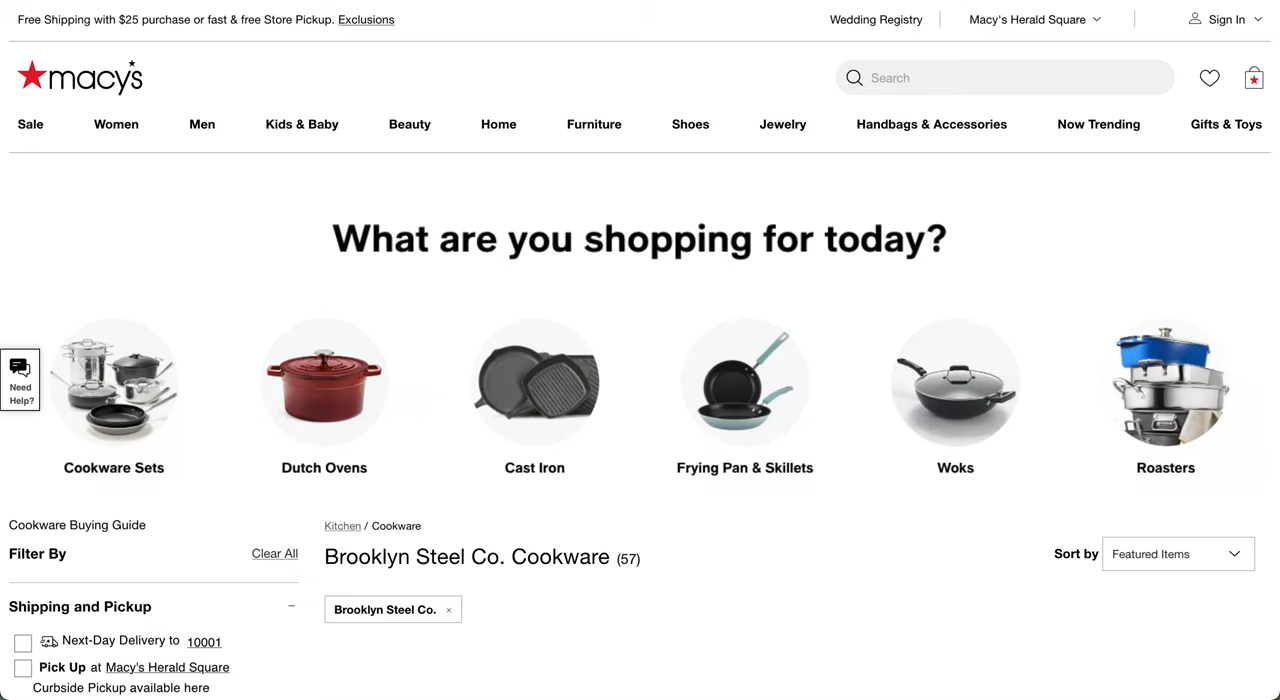 Free Shipping with $25 purchase or fast & free Store Pickup. Exclusions
Wedding Registry
Macy's Herald Square
Sign In
macy's
Search
Sale
Women
Men
Kids & Baby
Beauty
Home
Furniture
Shoes
Jewelry
Handbags & Accessories
Now Trending
Gifts & Toys
What are you shopping for today?
Need
Help?
Cookware Sets
Dutch Ovens
Cast Iron
Frying Pan & Skillets
Woks
Roasters
Cookware Buying Guide
Filter By
Clear All
Shipping and Pickup
Next-Day Delivery to 10001
Pick Up at Macy's Herald Square
Curbside Pickup available here
Kitchen / Cookware
Brooklyn Steel Co. Cookware (57)
Sort by
Featured Items
Brooklyn Steel Co. ×